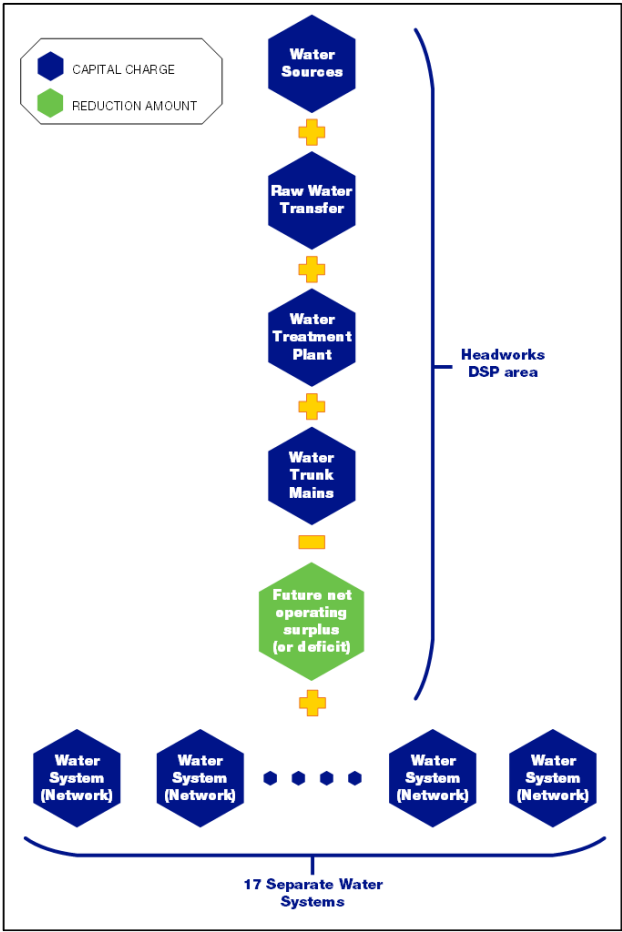 CAPITAL CHARGE
REDUCTION AMOUNT
Water
Sources
Raw Water
Transfer
Water
Treatment
Plant
Water
Trunk
Mains
Future net
operating
surplus
(or deficit)
Headworks
DSP area
Water
System
(Network)
Water
System
(Network)
Water
System
(Network)
Water
System
(Network)
17 Separate Water
Systems